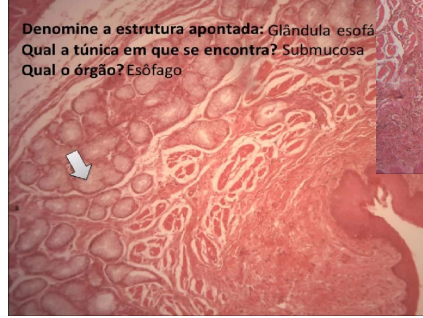 Denomine a estrutura apontada: Glândula esofá
Qual a túnica em que se encontra? Submucosa
Qual o órgão? Esôfago